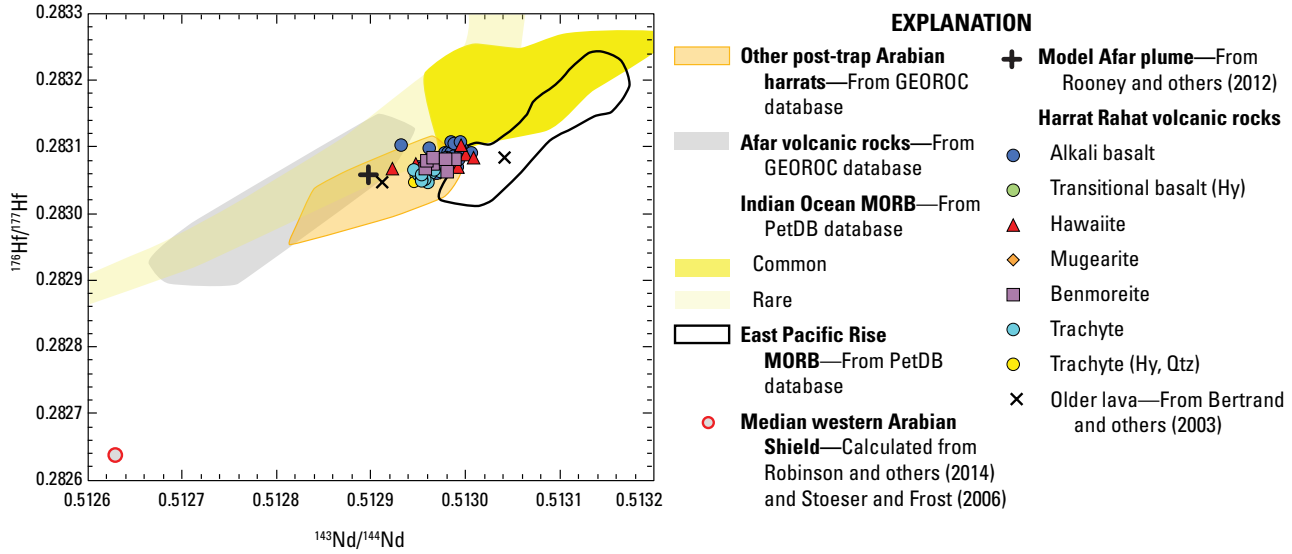 0.2833
0.2832
0.2831
0.2830
0.2829
0.2828
0.2827
0.2826
176Hf/177Hf
0.5126
0.5127
0.5128
0.5129
0.5130
0.5131
0.5132
143Nd/144Nd
EXPLANATION
Other post-trap Arabian
harrats—From GEOROC
database
Afar volcanic rocks—From
GEOROC database
Indian Ocean MORB—From
PetDB database
Common
Rare
East Pacific Rise
MORB—From PetDB
database
Median western Arabian
Shield—Calculated from
Robinson and others (2014)
and Stoeser and Frost (2006)
Model Afar plume—From
Rooney and others (2012)
Harrat Rahat volcanic rocks
Alkali basalt
Transitional basalt (Hy)
Hawaiite
Mugearite
Benmoreite
Trachyte
Trachyte (Hy, Qtz)
Older lava—From Bertrand
and others (2003)